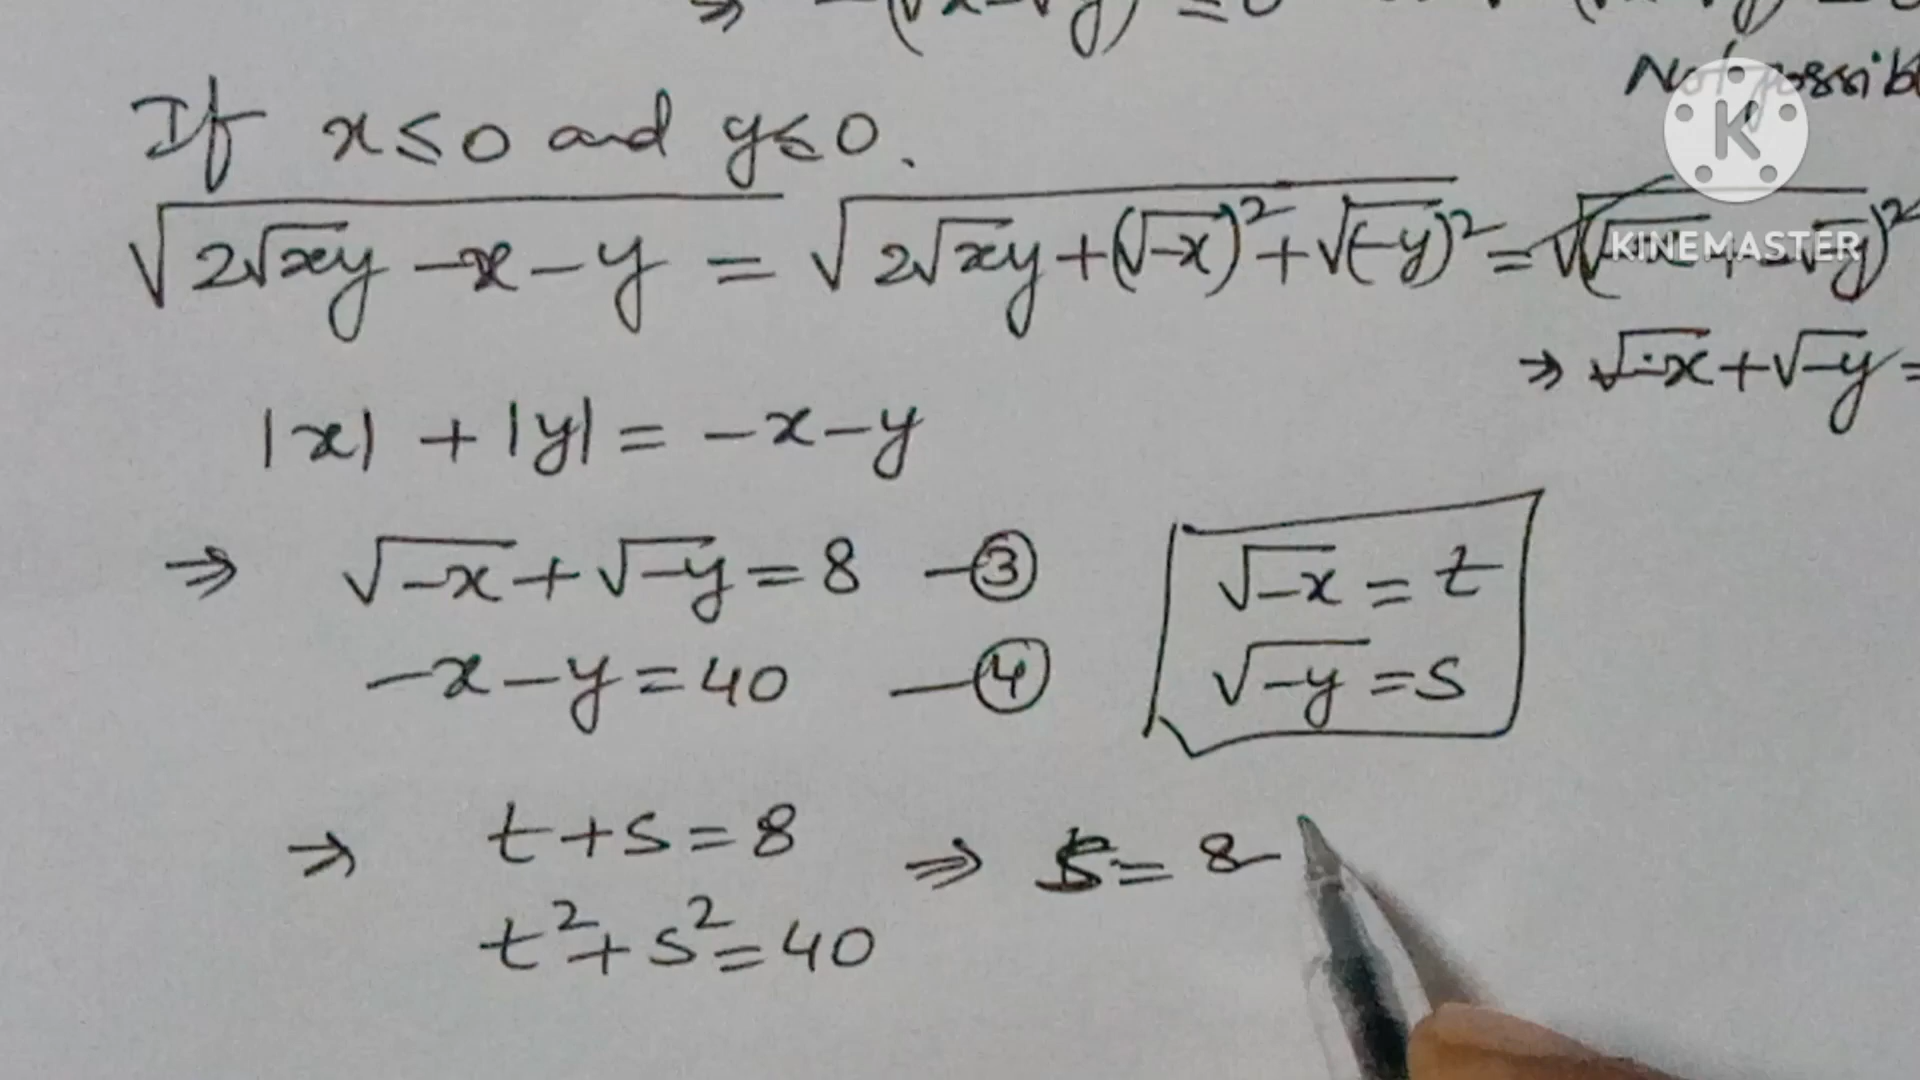 If x ≤ 0 and y ≤ 0.
√(2√xy - x - y) = √(2√xy + (√-x)² + √(-y)²) = √((√-x + √-y)²)
⇒ √-x + √-y =
|x| + |y| = -x-y
⇒ √-x + √-y = 8 —③
-x-y = 40 —④
√-x = t
√-y = s
⇒ t+s = 8 ⇒ s = 8-
t²+s² = 40
KINEMASTER